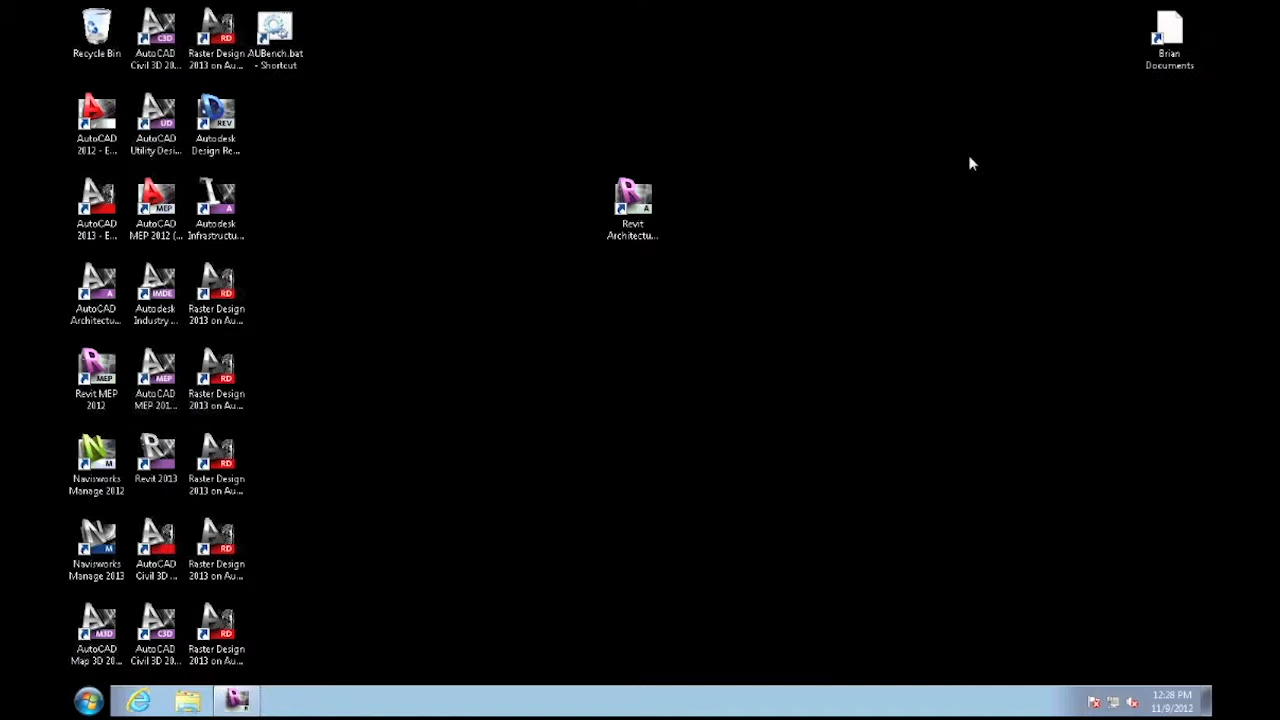 Recycle Bin
AutoCAD
Civil 3D 20...
Raster Design
2013 on Au...
AUBench.bat
- Shortcut
Brian
Documents
AutoCAD
2012 - E...
AutoCAD
Utility Desi...
Autodesk
Design Re...
AutoCAD
2013 - E...
AutoCAD
MEP 2012 (...
Autodesk
Infrastructu...
Revit
Architectu...
AutoCAD
Architectu...
Autodesk
Industry ...
Raster Design
2013 on Au...
Revit MEP
2012
AutoCAD
MEP 201...
Raster Design
2013 on Au...
Navisworks
Manage 2012
Revit 2013
Raster Design
2013 on Au...
Navisworks
Manage 2013
AutoCAD
Civil 3D ...
Raster Design
2013 on Au...
AutoCAD
Map 3D 20...
AutoCAD
Civil 3D 20...
Raster Design
2013 on Au...
12:28 PM
11/9/2012